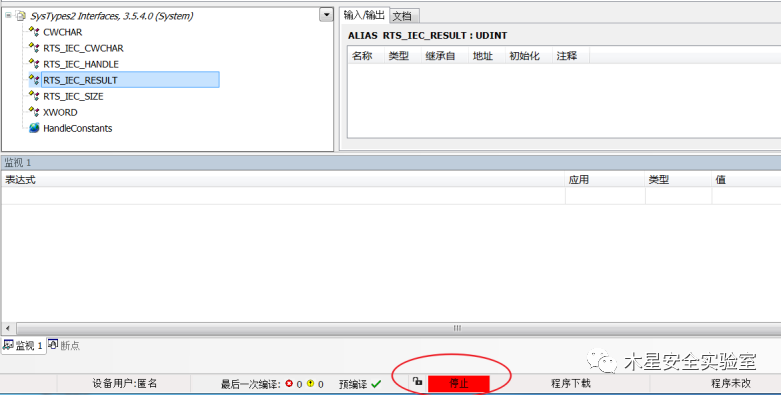 SysTypes2 Interfaces, 3.5.4.0 (System)
CWCHAR
RTS_IEC_CWCHAR
RTS_IEC_HANDLE
RTS_IEC_RESULT
RTS_IEC_SIZE
XWORD
HandleConstants
输入/输出 文档
ALIAS RTS_IEC_RESULT : UDINT
名称 类型 继承自 地址 初始化 注释
监视 1
表达式 应用 类型 值
监视 1 断点
木星安全实验室
设备用户:匿名 最后一次编译: 0 0 预编译 停止 程序下载 程序未改